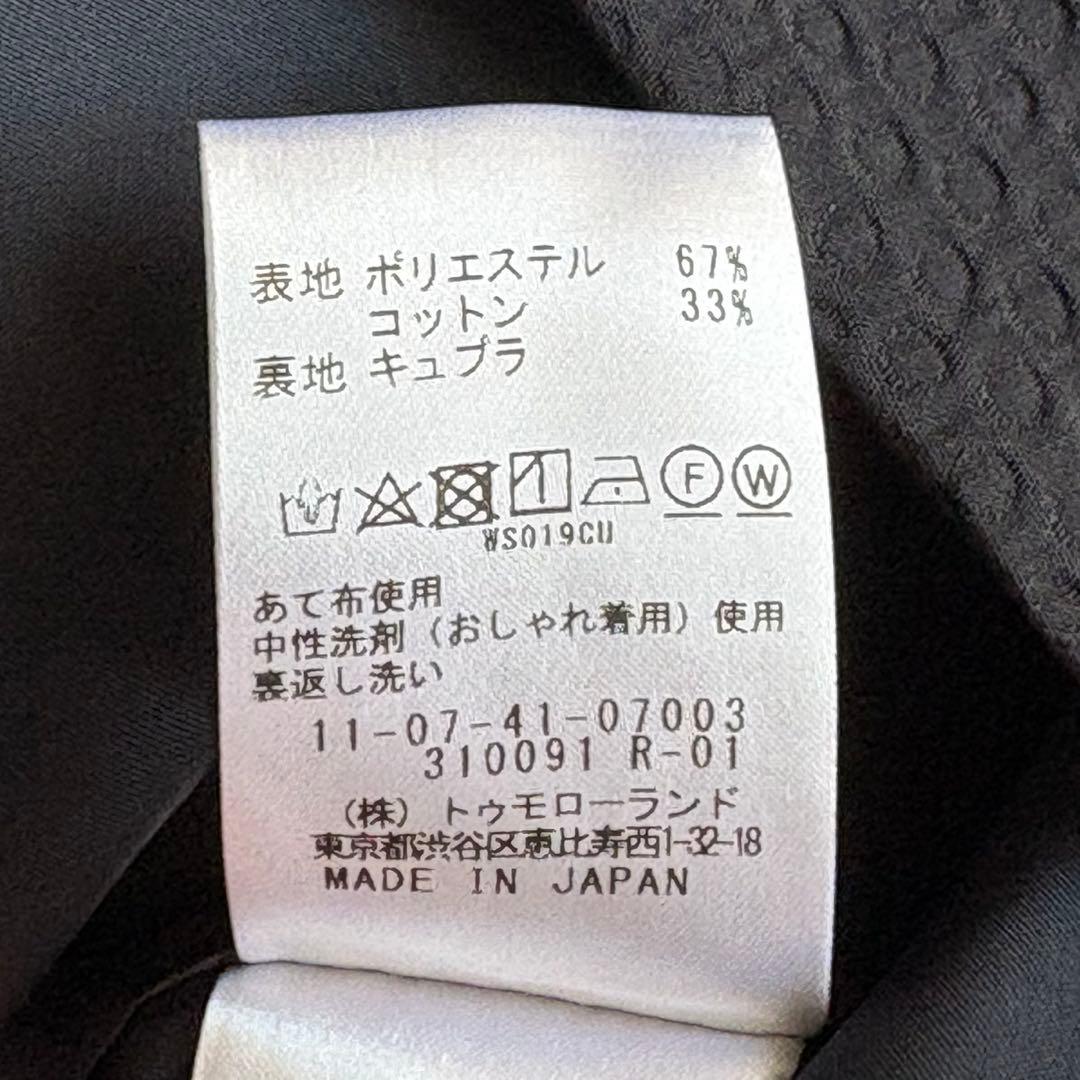 表地 ポリエステル 67%
コットン 33%
裏地 キュプラ
F W
WS019CU
あて布使用
中性洗剤（おしゃれ着用）使用
裏返し洗い
11-07-41-07003
310091 R-01
（株）トゥモローランド
東京都渋谷区恵比寿西1-32-18
MADE IN JAPAN